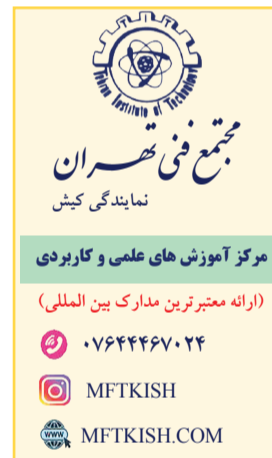 Tehran Institute of Technology
مجتمع فنی تهران
نمایندگی کیش
مرکز آموزش های علمی و کاربردی
(ارائه معتبرترین مدارک بین المللی)
۰۷۶۴۴۴۶۷۰۲۴
MFTKISH
WWW
MFTKISH.COM